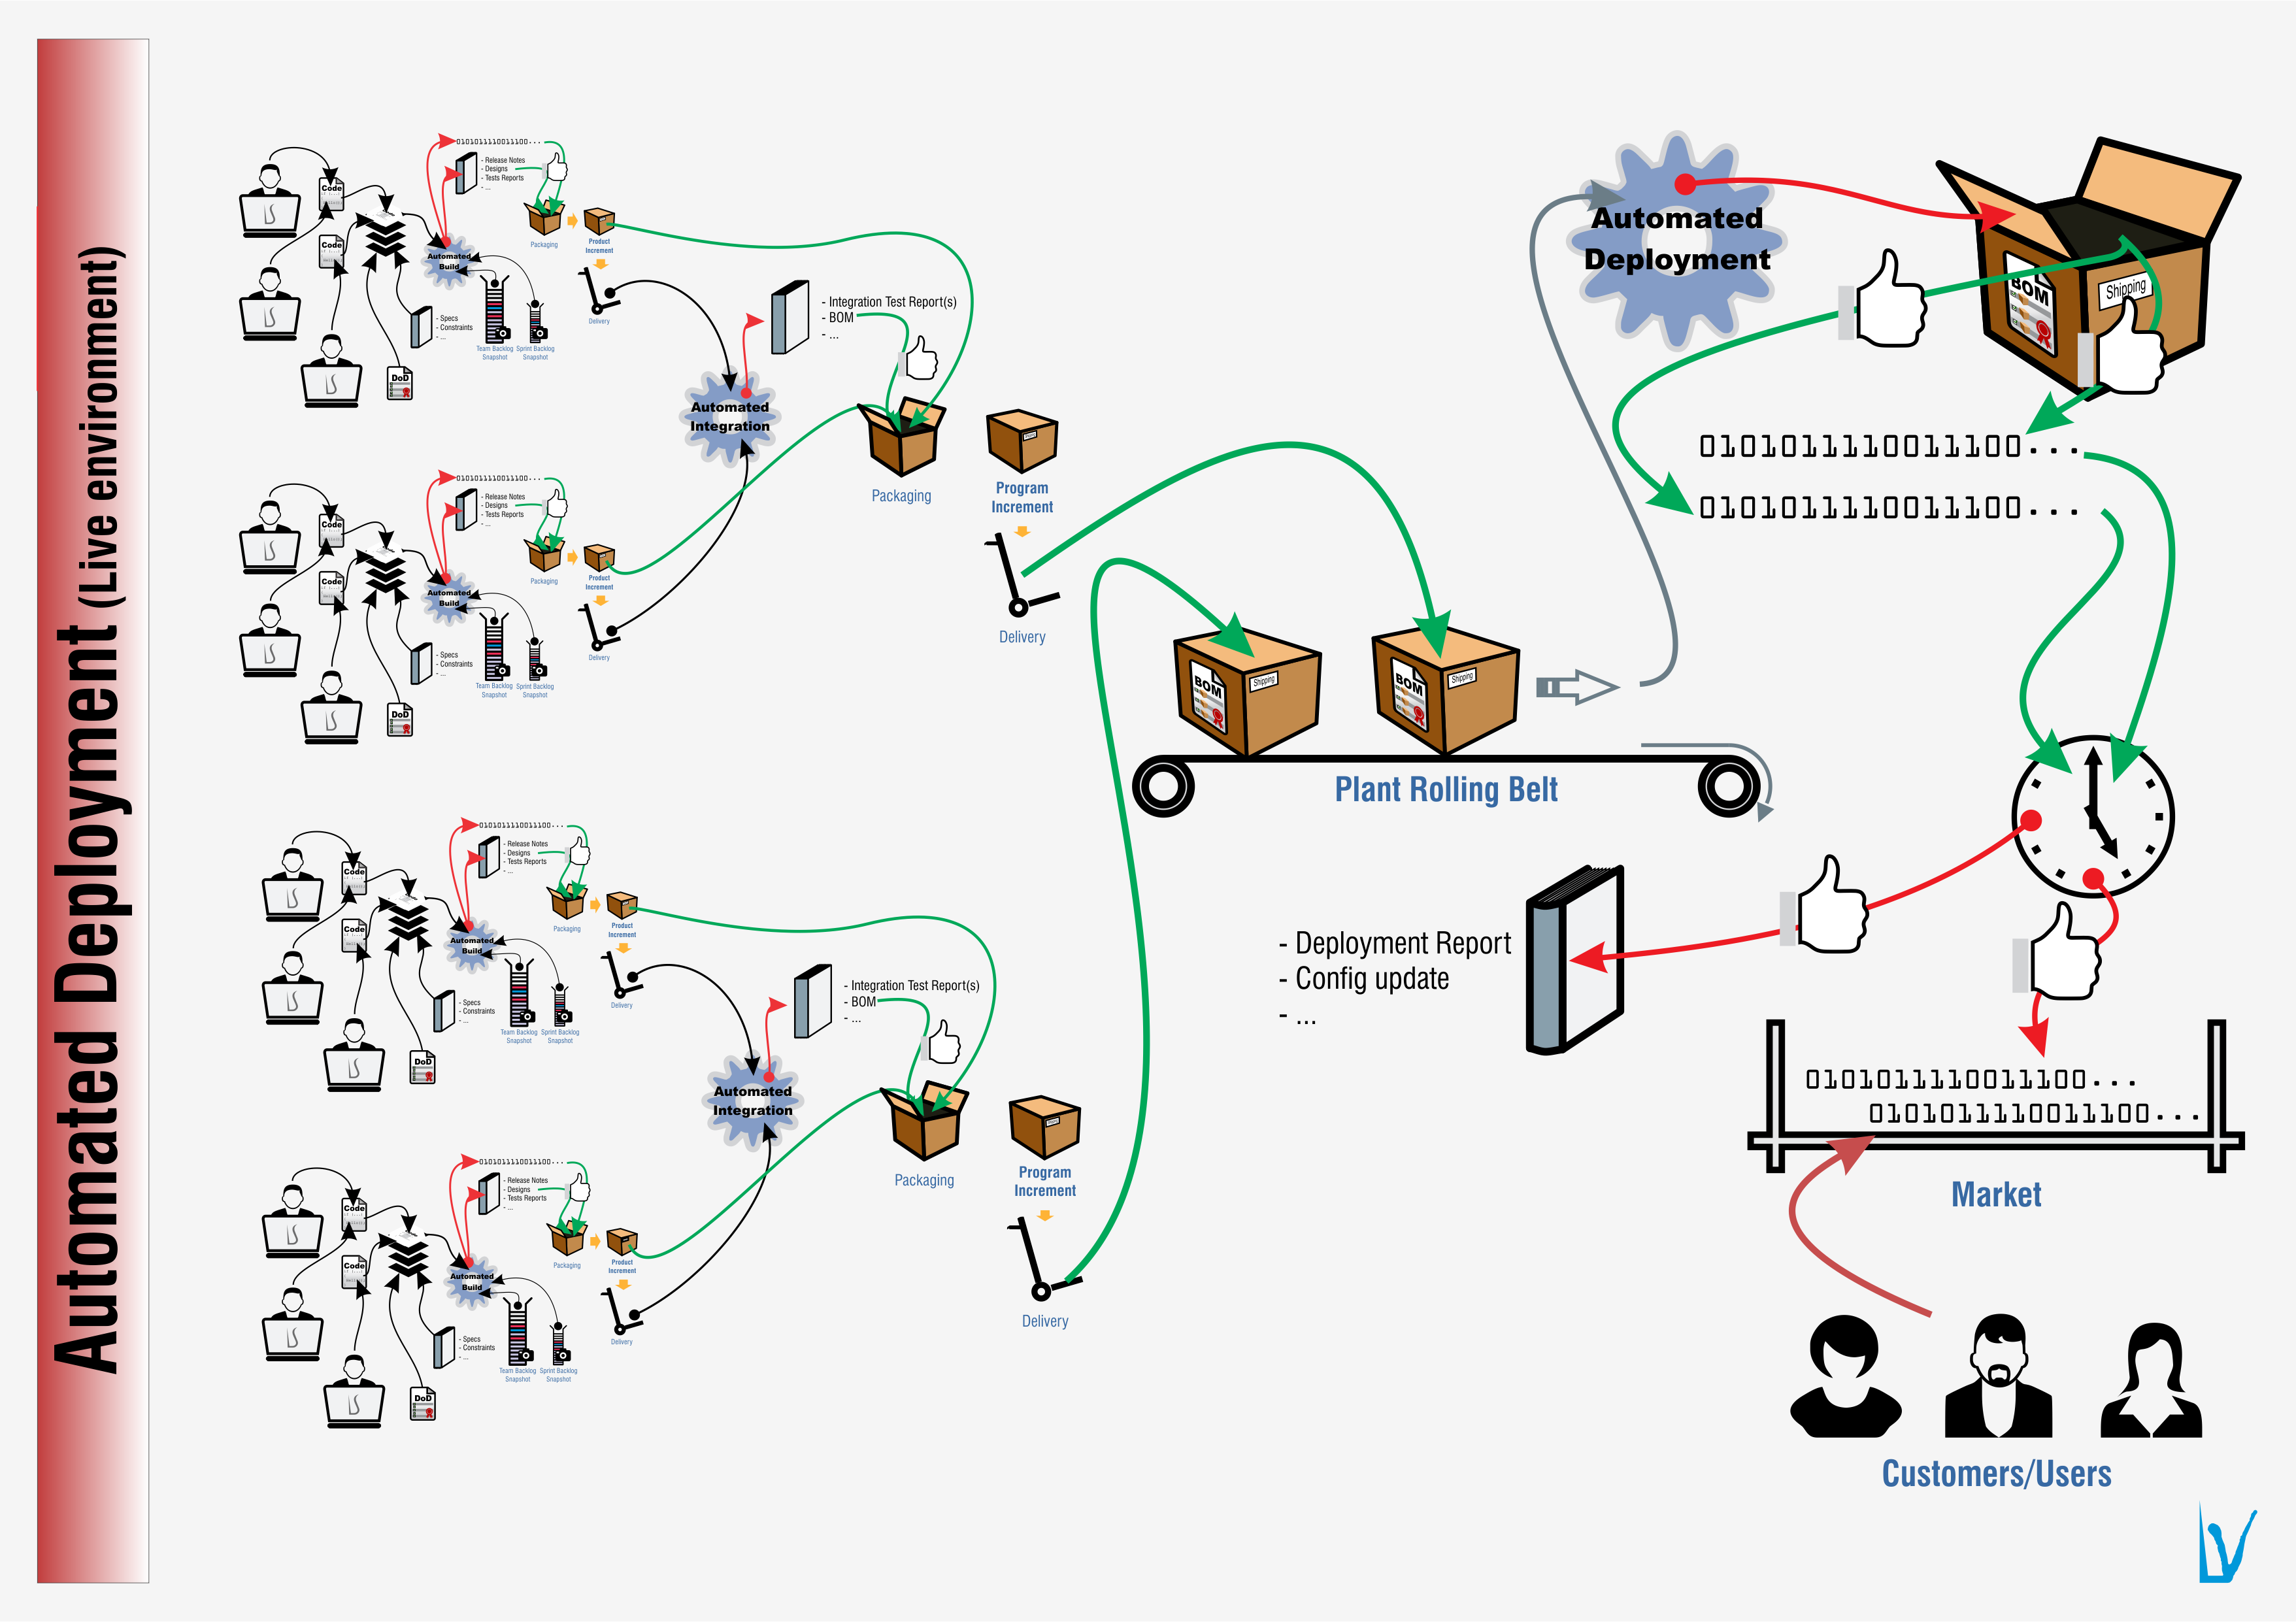 Automated Deployment (Live environment)
0101011110011100...
- Release Notes
- Designs
- Tests Reports
- ...
Code
Code
Automated
Build
Packaging
Product
Increment
Delivery
- Specs
- Constraints
- ...
Team Backlog
Snapshot
Sprint Backlog
Snapshot
DoD
0101011110011100...
- Release Notes
- Designs
- Tests Reports
- ...
Code
Code
Automated
Build
Packaging
Product
Increment
Delivery
- Specs
- Constraints
- ...
Team Backlog
Snapshot
Sprint Backlog
Snapshot
DoD
- Integration Test Report(s)
- BOM
- ...
Automated
Integration
Packaging
Program
Increment
Delivery
0101011110011100...
- Release Notes
- Designs
- Tests Reports
- ...
Code
Code
Automated
Build
Packaging
Product
Increment
Delivery
- Specs
- Constraints
- ...
Team Backlog
Snapshot
Sprint Backlog
Snapshot
DoD
0101011110011100...
- Release Notes
- Designs
- Tests Reports
- ...
Code
Code
Automated
Build
Packaging
Product
Increment
Delivery
- Specs
- Constraints
- ...
Team Backlog
Snapshot
Sprint Backlog
Snapshot
DoD
- Integration Test Report(s)
- BOM
- ...
Automated
Integration
Packaging
Program
Increment
Delivery
BOM
Shipping
BOM
Shipping
Plant Rolling Belt
Automated
Deployment
BOM
Shipping
0101011110011100...
0101011110011100...
- Deployment Report
- Config update
- ...
0101011110011100...
0101011110011100...
Market
Customers/Users
LV